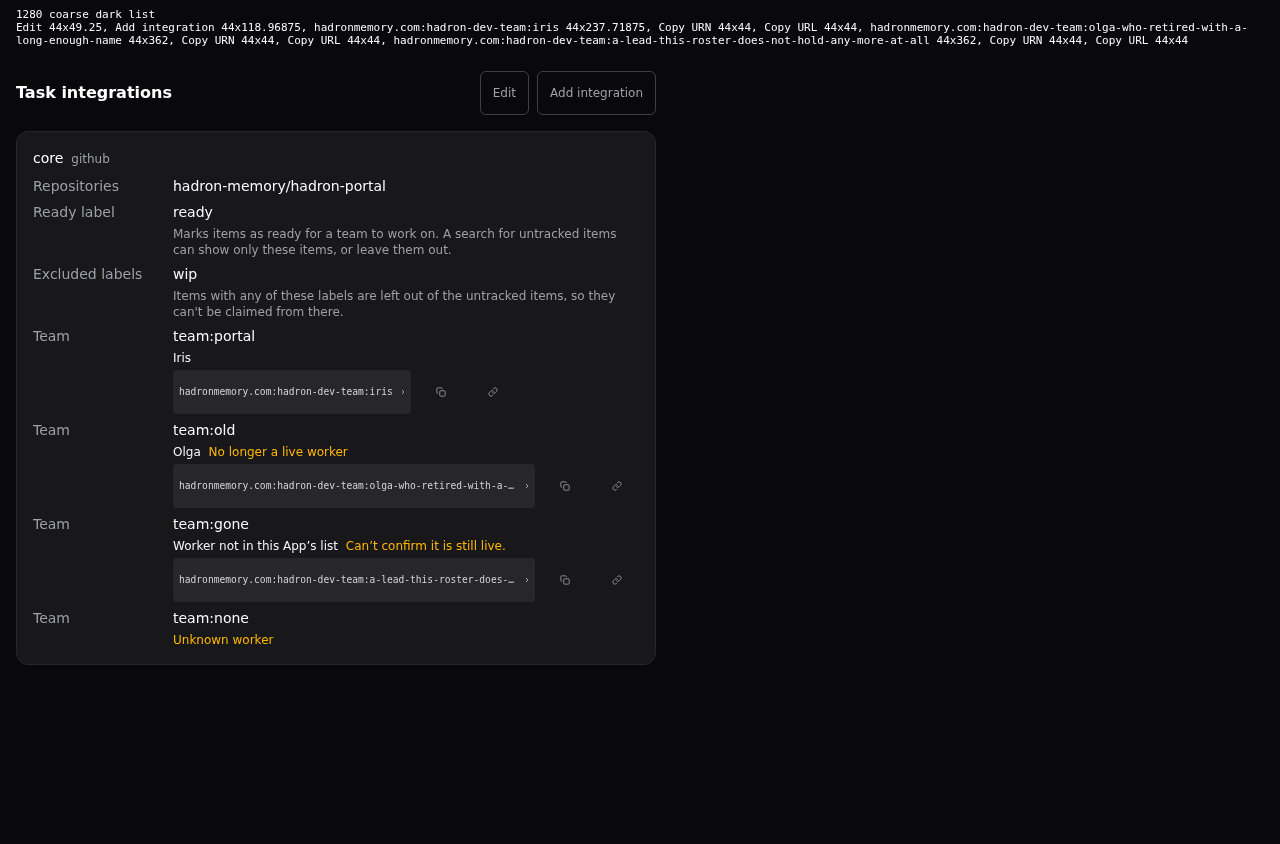 1280 coarse dark list
Edit 44x49.25, Add integration 44x118.96875, hadronmemory.com:hadron-dev-team:iris 44x237.71875, Copy URN 44x44, Copy URL 44x44, hadronmemory.com:hadron-dev-team:olga-who-retired-with-a-
long-enough-name 44x362, Copy URN 44x44, Copy URL 44x44, hadronmemory.com:hadron-dev-team:a-lead-this-roster-does-not-hold-any-more-at-all 44x362, Copy URN 44x44, Copy URL 44x44
Task integrations
Edit
Add integration
core github
Repositories
hadron-memory/hadron-portal
Ready label
ready
Marks items as ready for a team to work on. A search for untracked items
can show only these items, or leave them out.
Excluded labels
wip
Items with any of these labels are left out of the untracked items, so they
can't be claimed from there.
Team
team:portal
Iris
hadronmemory.com:hadron-dev-team:iris ›
Team
team:old
Olga No longer a live worker
hadronmemory.com:hadron-dev-team:olga-who-retired-with-a-… ›
Team
team:gone
Worker not in this App’s list Can’t confirm it is still live.
hadronmemory.com:hadron-dev-team:a-lead-this-roster-does-… ›
Team
team:none
Unknown worker